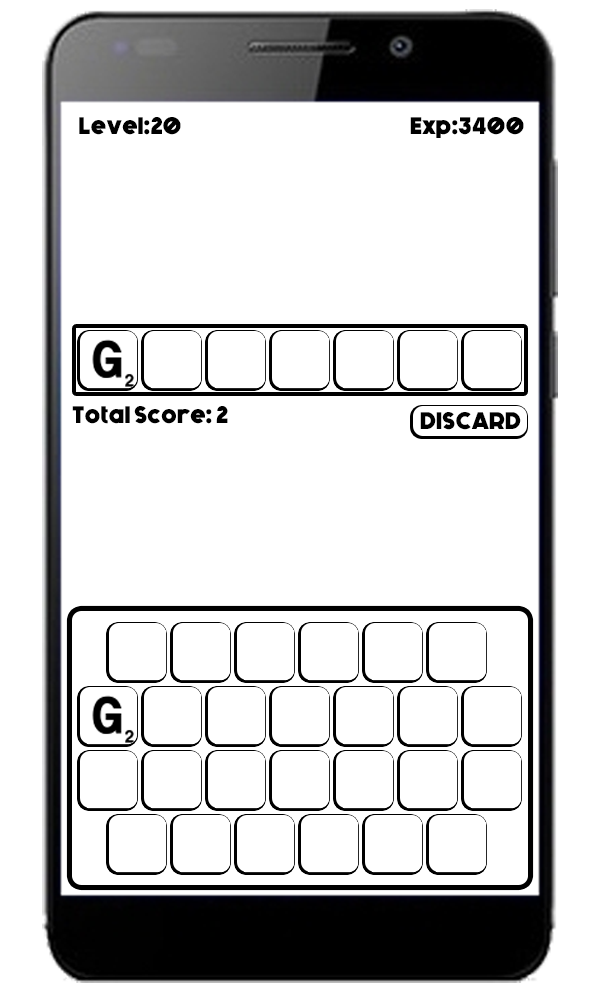 Level:20 Exp:3400
G2
Total Score: 2 DISCARD
G2